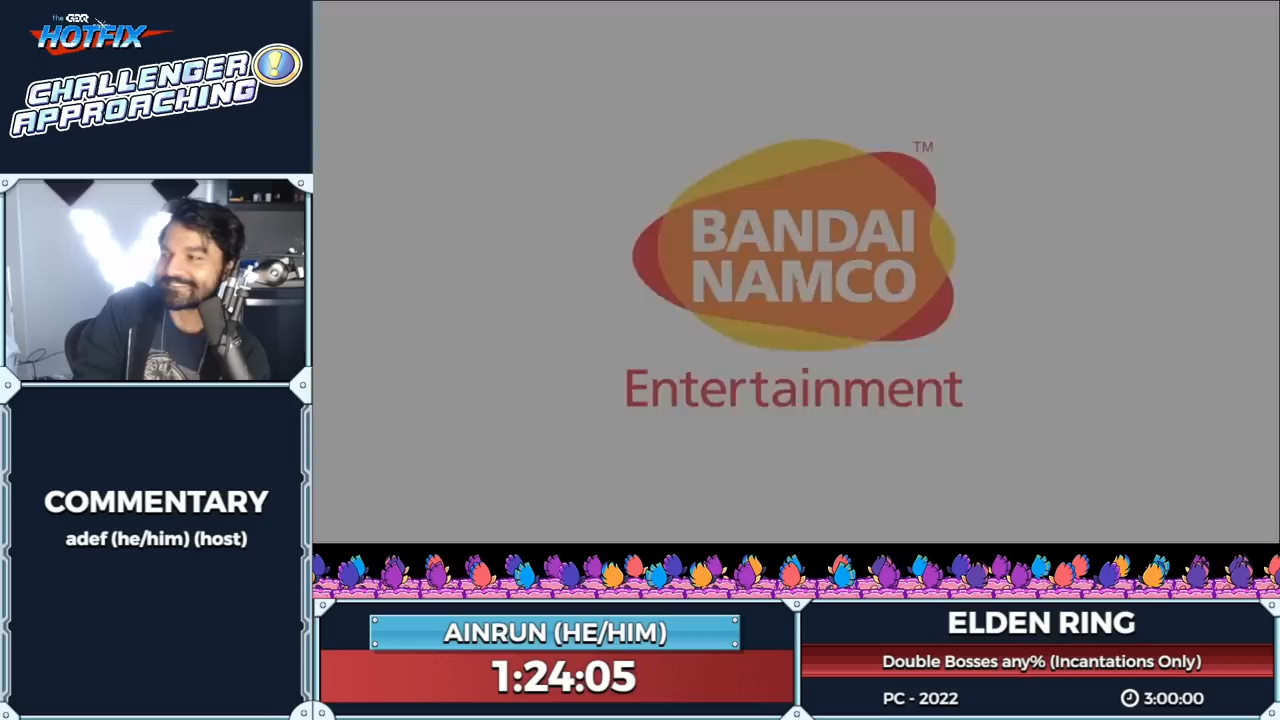 the GDQ
HOTFIX
CHALLENGER
APPROACHING
BANDAI
NAMCO
TM
Entertainment
COMMENTARY
adef (he/him) (host)
AINRUN (HE/HIM)
1:24:05
ELDEN RING
Double Bosses any% (Incantations Only)
PC - 2022
3:00:00